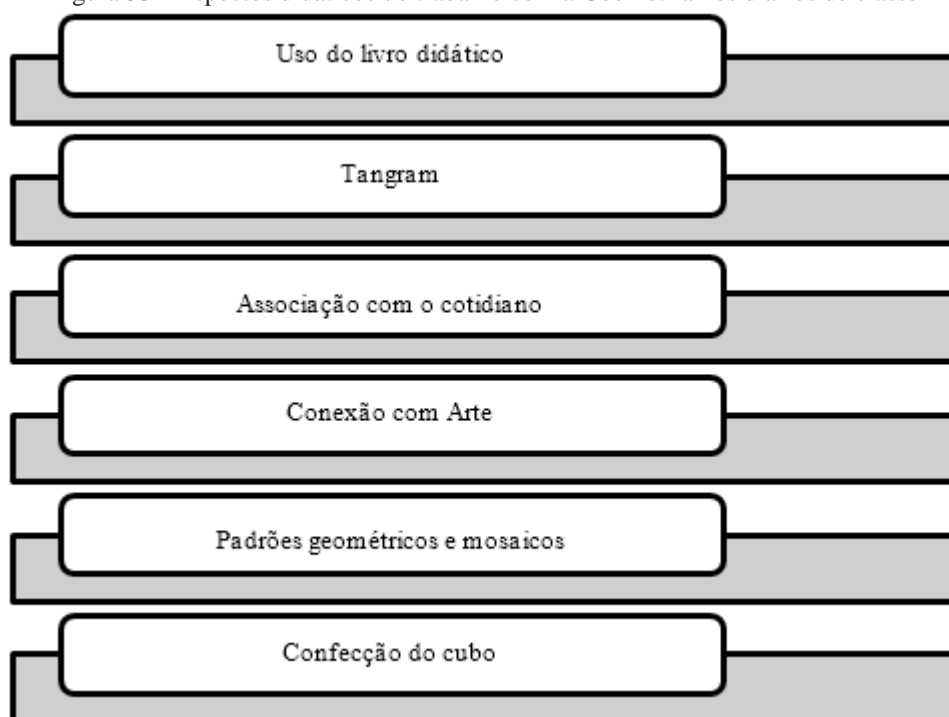 Uso do livro didático
Tangram
Associação com o cotidiano
Conexão com Arte
Padrões geométricos e mosaicos
Confecção do cubo